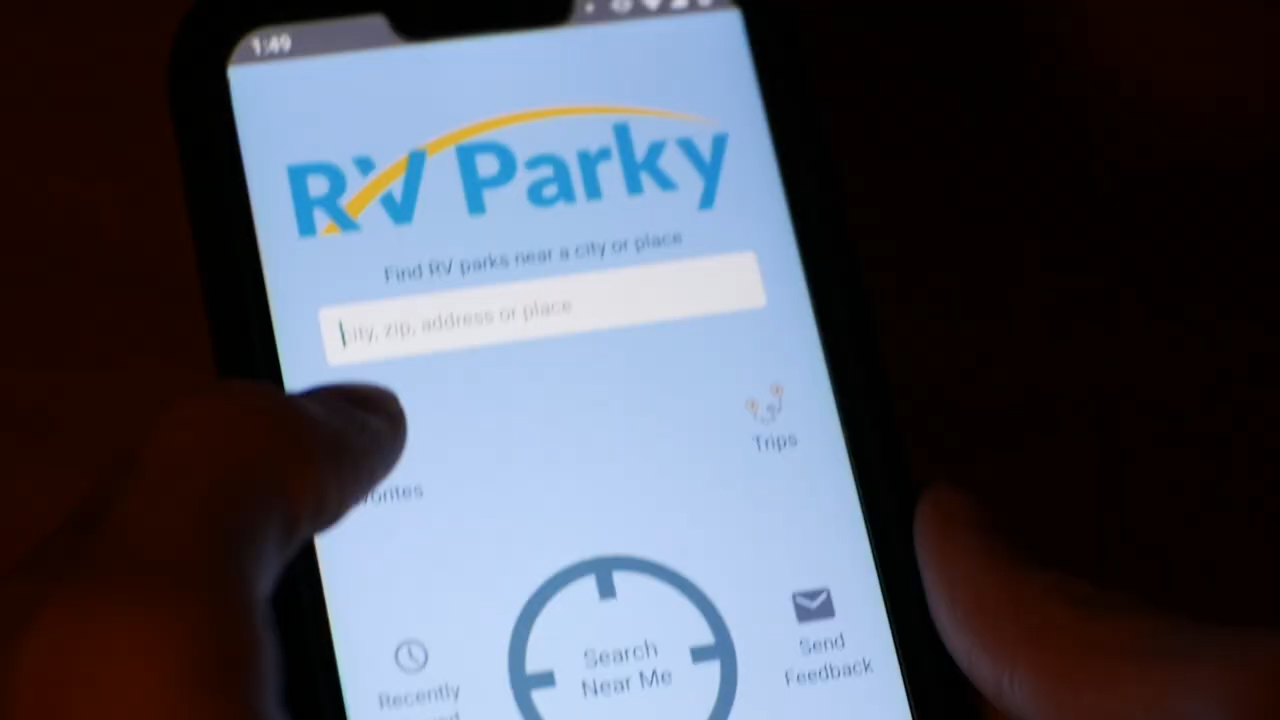 1:49
RV Parky
Find RV parks near a city or place
city, zip, address or place
Trips
Search
Near Me
Send
Feedback
Recently